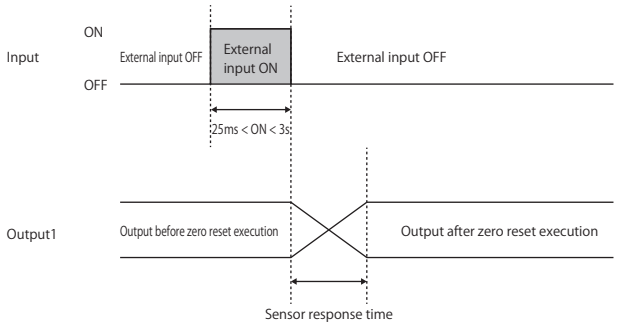 ON
Input
External input OFF
External
input ON
External input OFF
OFF
25ms < ON < 3s
Output1
Output before zero reset execution
Output after zero reset execution
Sensor response time